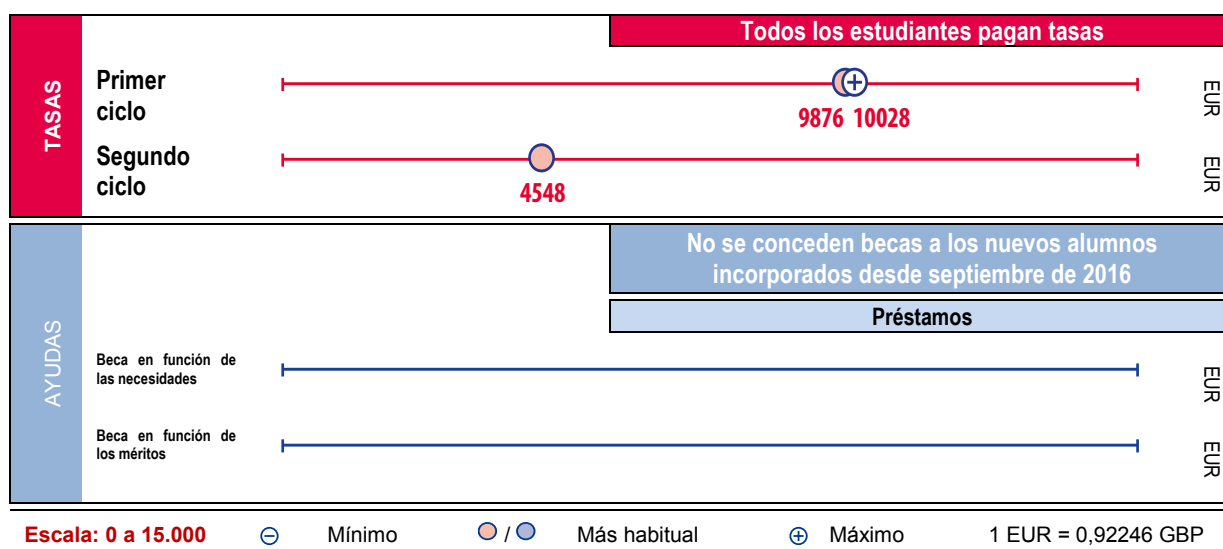 Todos los estudiantes pagan tasas
TASAS
Primer
ciclo
9876 10028
EUR
Segundo
ciclo
4548
EUR
No se conceden becas a los nuevos alumnos
incorporados desde septiembre de 2016
Préstamos
AYUDAS
Beca en función de
las necesidades
EUR
Beca en función de
los méritos
EUR
Escala: 0 a 15.000 Mínimo / Más habitual Máximo 1 EUR = 0,92246 GBP